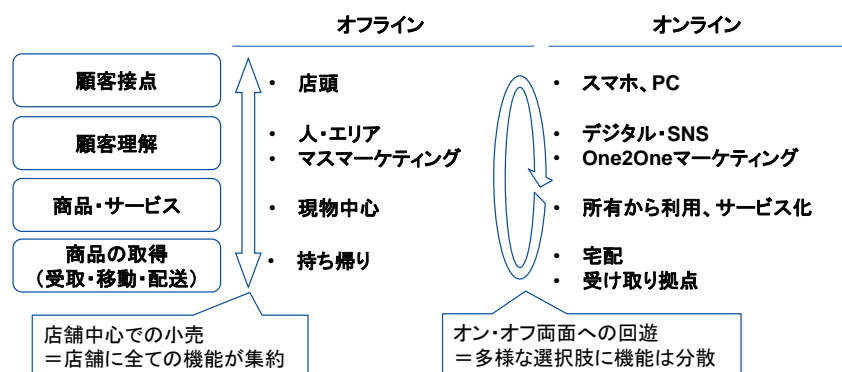 オフライン
オンライン
顧客接点
・ 店頭
・ スマホ、PC
顧客理解
・ 人・エリア
・ マスマーケティング
・ デジタル・SNS
・ One2Oneマーケティング
商品・サービス
・ 現物中心
・ 所有から利用、サービス化
商品の取得
(受取・移動・配送)
・ 持ち帰り
・ 宅配
・ 受け取り拠点
店舗中心での小売
＝店舗に全ての機能が集約
オン・オフ両面への回遊
＝多様な選択肢に機能は分散